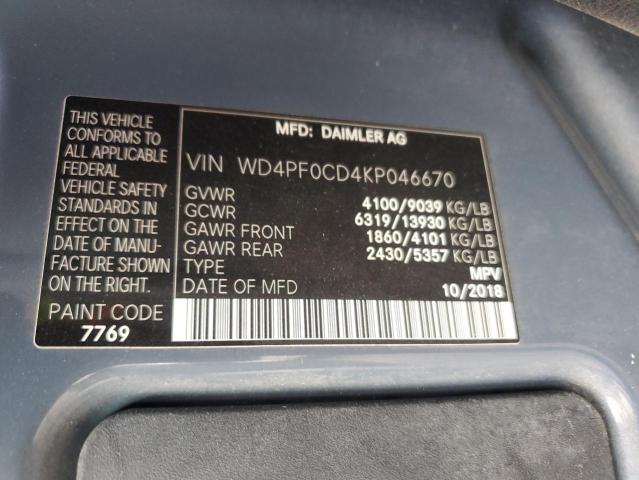 MFD: DAIMLER AG
THIS VEHICLE
CONFORMS TO
ALL APPLICABLE
FEDERAL
VEHICLE SAFETY
STANDARDS IN
EFFECT ON THE
DATE OF MANU-
FACTURE SHOWN
ON THE RIGHT.
PAINT CODE
7769
VIN WD4PF0CD4KP046670
GVWR 4100/9039 KG/LB
GCWR 6319/13930 KG/LB
GAWR FRONT 1860/4101 KG/LB
GAWR REAR 2430/5357 KG/LB
TYPE MPV
DATE OF MFD 10/2018